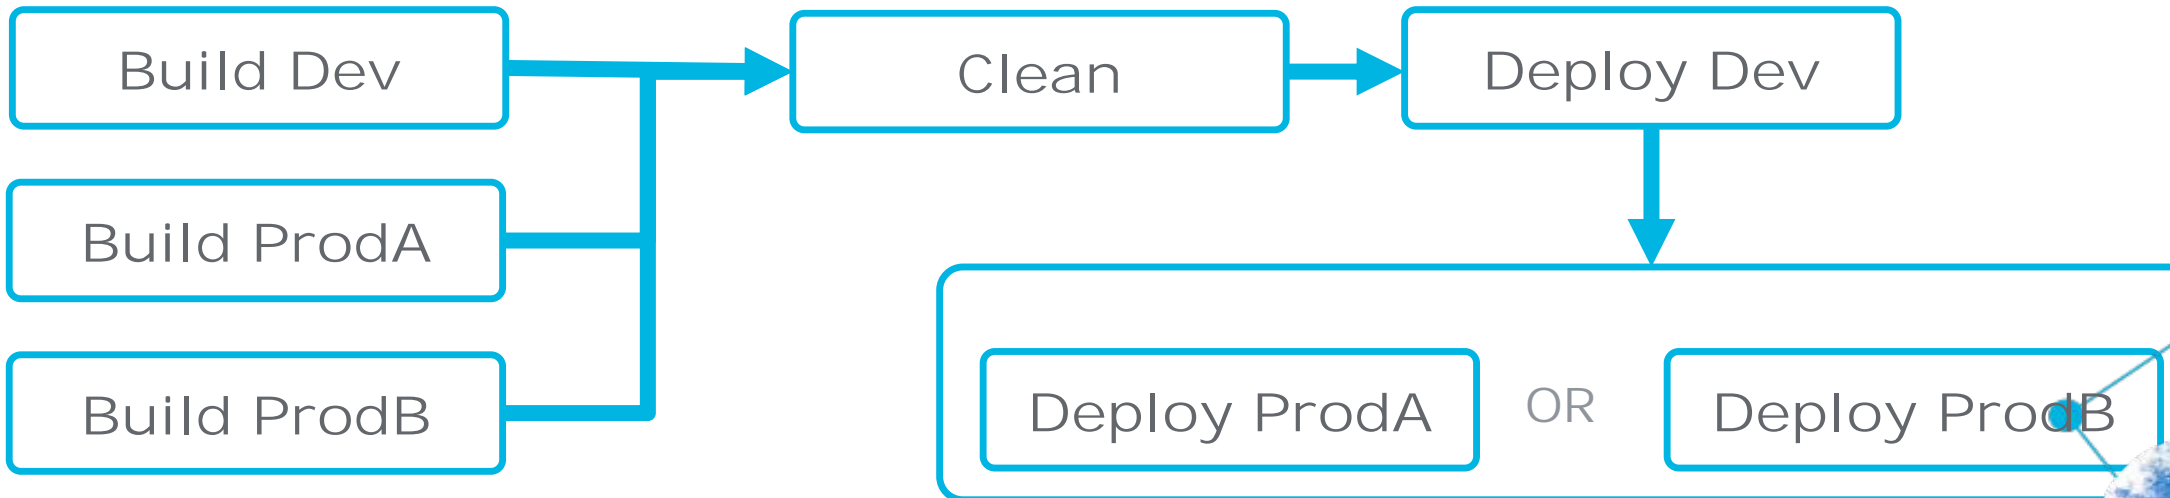 Build Dev
Clean
Deploy Dev
Build ProdA
Build ProdB
Deploy ProdA
OR
Deploy ProdB